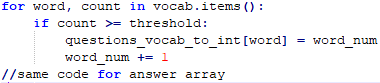 for word, count in vocab.items():
    if count >= threshold:
        questions_vocab_to_int[word] = word_num
        word_num += 1
//same code for answer array